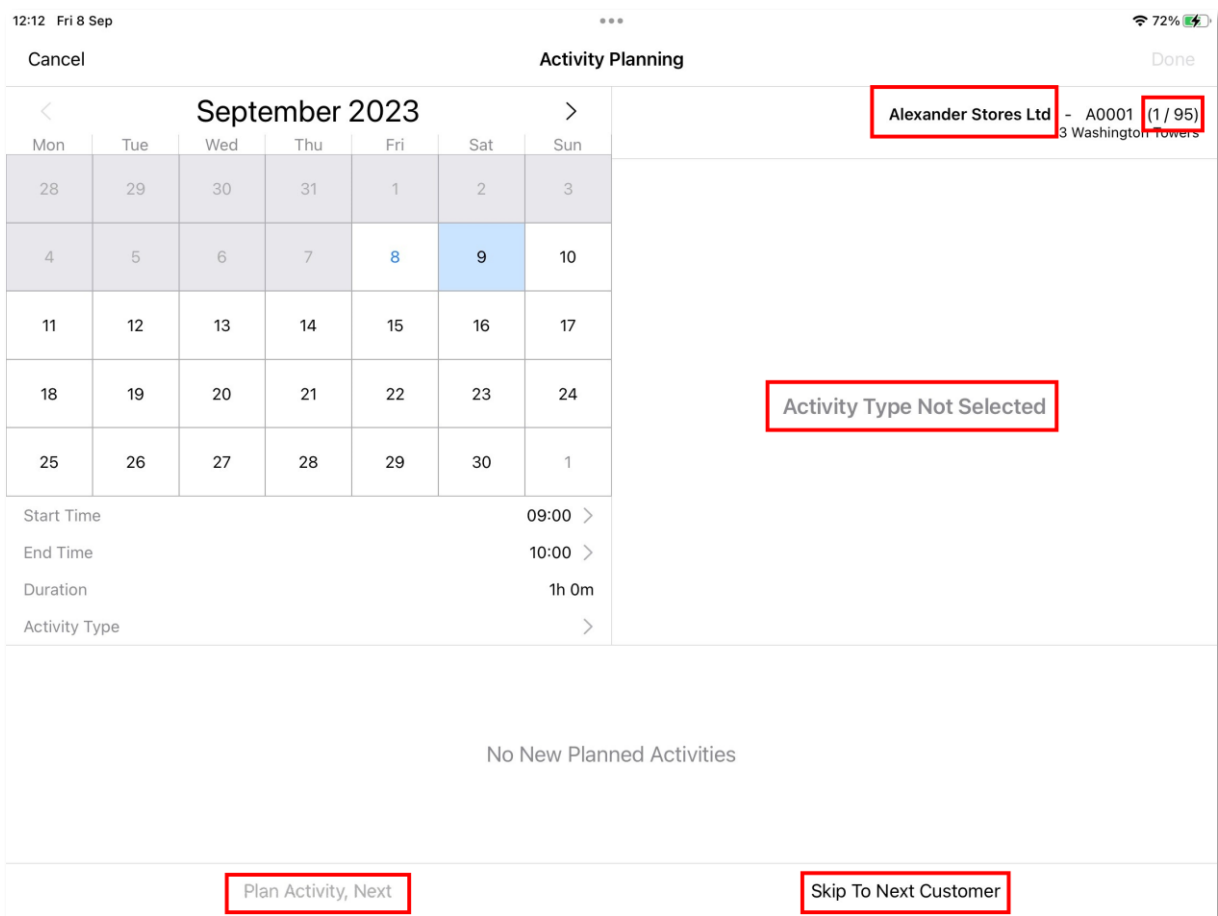 12:12 Fri 8 Sep
72%
Cancel
Activity Planning
Done
September 2023
Mon Tue Wed Thu Fri Sat Sun
28 29 30 31 1 2 3
4 5 6 7 8 9 10
11 12 13 14 15 16 17
18 19 20 21 22 23 24
25 26 27 28 29 30 1
Start Time 09:00
End Time 10:00
Duration 1h 0m
Activity Type
Alexander Stores Ltd - A0001 (1 / 95)
3 Washington Towers
Activity Type Not Selected
No New Planned Activities
Plan Activity, Next
Skip To Next Customer